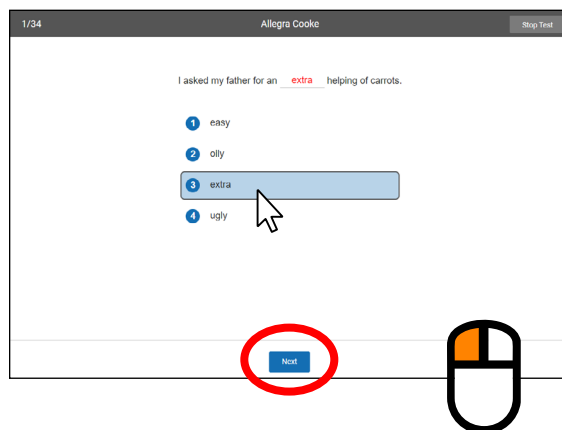 1/34 Allegra Cooke Stop Test
I asked my father for an extra helping of carrots.
1 easy
2 oily
3 extra
4 ugly
Next